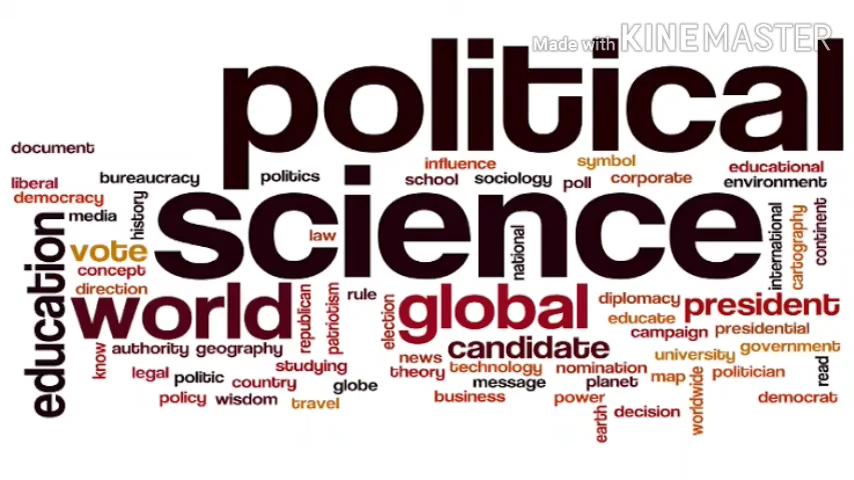 Made with KINEMASTER
political
science
document
influence
symbol
educational
liberal
bureaucracy
politics
school
sociology
poll
corporate
environment
democracy
media
history
education
vote
law
national
international
cartography
continent
concept
direction
world
republican
patriotism
rule
election
global
diplomacy
president
educate
campaign
presidential
know
authority
geography
candidate
university
government
news
theory
technology
nomination
map
politician
read
legal
politic
country
studying
globe
message
planet
worldwide
policy
wisdom
travel
business
power
earth
decision
democrat